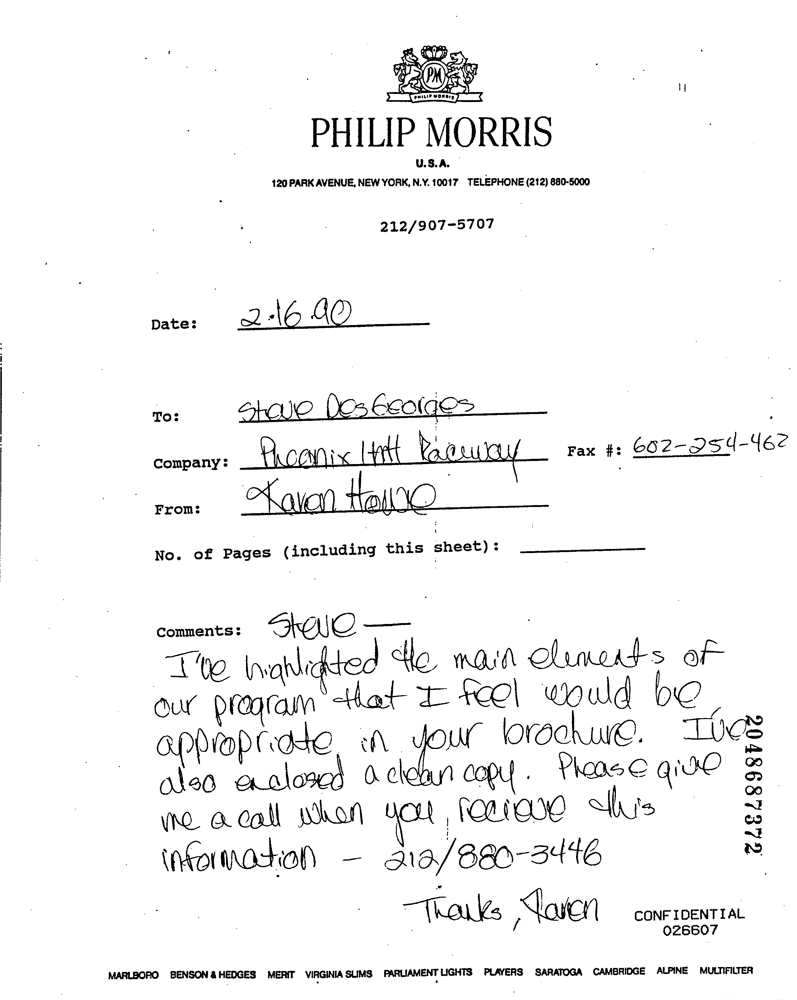 PM
PHILIP MORRIS
PHILIP MORRIS
U.S.A.
120 PARK AVENUE, NEW YORK, N.Y. 10017 TELEPHONE (212) 880-5000
212/907-5707
Date: 2.16.90
To: Steve DesGeorges
Company: Phoenix Int'l Raceway Fax #: 602-254-462
From: Karen Howe
No. of Pages (including this sheet):
Comments: Steve —
I've highlighted the main elements of
our program that I feel would be
appropriate in your brochure. I've
also enclosed a clean copy. Please give
me a call when you recieve this
information - 212/880-3446
Thanks, Karen
2048687372
CONFIDENTIAL
026607
MARLBORO BENSON & HEDGES MERIT VIRGINIA SLIMS PARLIAMENT LIGHTS PLAYERS SARATOGA CAMBRIDGE ALPINE MULTIFILTER